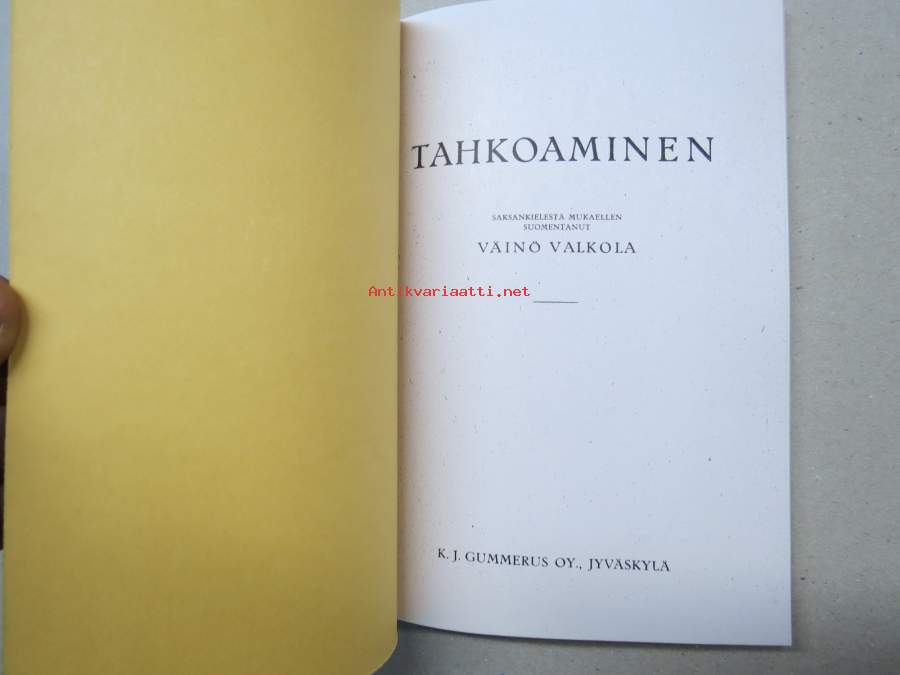 TAHKOAMINEN
SAKSANKIELESTÄ MUKAELLEN
SUOMENTANUT
VÄINÖ VALKOLA
Antikvariaatti.net
K. J. GUMMERUS OY., JYVÄSKYLÄ